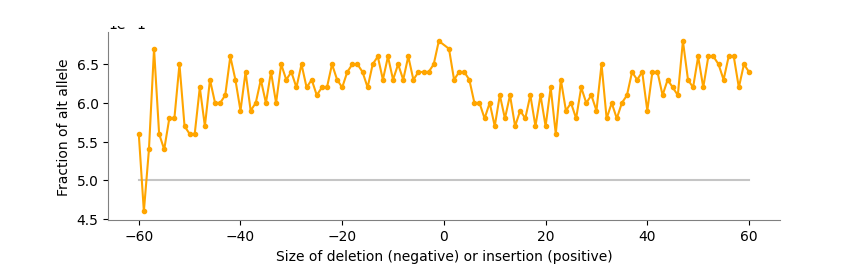 6.5
6.0
5.5
5.0
4.5
Fraction of alt allele
−60 −40 −20 0 20 40 60
Size of deletion (negative) or insertion (positive)